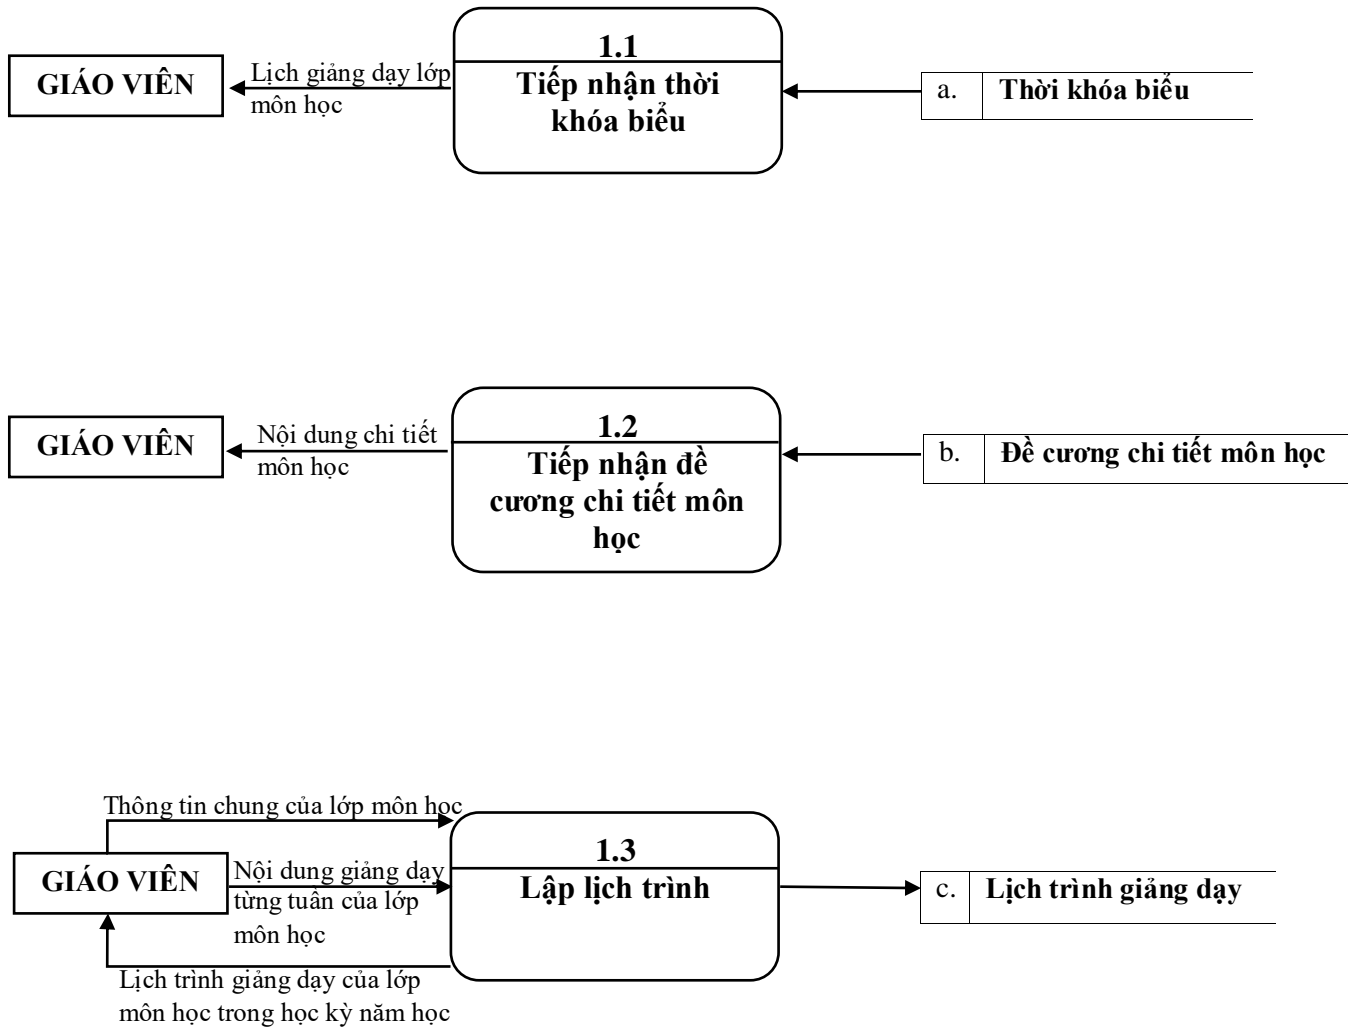 1.1
GIÁO VIÊN
Lịch giảng dạy lớp
môn học
Tiếp nhận thời
khóa biểu
a.
Thời khóa biểu
1.2
GIÁO VIÊN
Nội dung chi tiết
môn học
Tiếp nhận đề
cương chi tiết môn
học
b.
Đề cương chi tiết môn học
Thông tin chung của lớp môn học
1.3
GIÁO VIÊN
Nội dung giảng dạy
từng tuần của lớp
môn học
Lập lịch trình
c.
Lịch trình giảng dạy
Lịch trình giảng dạy của lớp
môn học trong học kỳ năm học